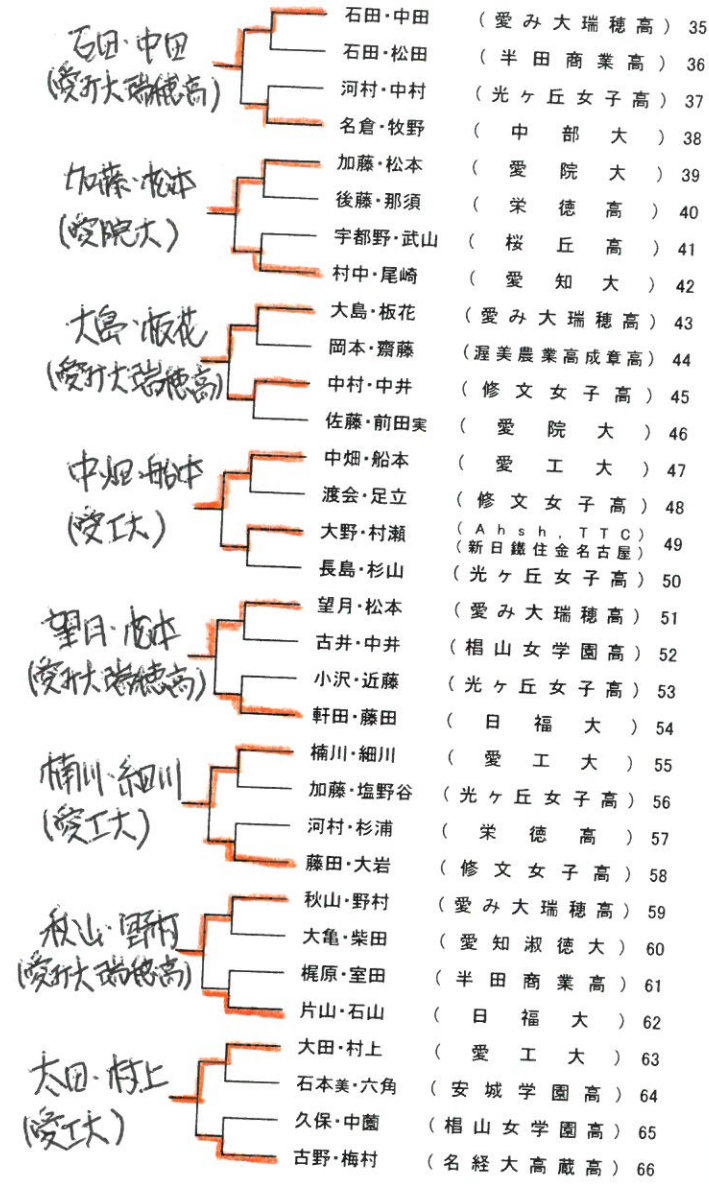 石田・中田 (愛み大瑞穂高) 35
石田・松田 (半田商業高) 36
石田・中田
(愛み大瑞穂高)
河村・中村 (光ヶ丘女子高) 37
名倉・牧野 (中部大) 38
加藤・松本 (愛院大) 39
後藤・那須 (栄徳高) 40
加藤・松本
(愛院大)
宇都野・武山 (桜丘高) 41
村中・尾崎 (愛知大) 42
大島・板花 (愛み大瑞穂高) 43
岡本・齋藤 (渥美農業高成章高) 44
大島・板花
(愛み大瑞穂高)
中村・中井 (修文女子高) 45
佐藤・前田実 (愛院大) 46
中畑・船本 (愛工大) 47
渡会・足立 (修文女子高) 48
中畑・船本
(愛工大)
大野・村瀬 (Ahsh.TTC)
(新日鐵住金名古屋) 49
長島・杉山 (光ヶ丘女子高) 50
望月・松本 (愛み大瑞穂高) 51
古井・中井 (椙山女学園高) 52
望月・松本
(愛み大瑞穂高)
小沢・近藤 (光ヶ丘女子高) 53
軒田・藤田 (日福大) 54
楠川・細川 (愛工大) 55
加藤・塩野谷 (光ヶ丘女子高) 56
楠川・細川
(愛工大)
河村・杉浦 (栄徳高) 57
藤田・大岩 (修文女子高) 58
秋山・野村 (愛み大瑞穂高) 59
大亀・柴田 (愛知淑徳大) 60
秋山・野村
(愛み大瑞穂高)
梶原・室田 (半田商業高) 61
片山・石山 (日福大) 62
大田・村上 (愛工大) 63
石本美・六角 (安城学園高) 64
太田・村上
(愛工大)
久保・中薗 (椙山女学園高) 65
古野・梅村 (名経大高蔵高) 66